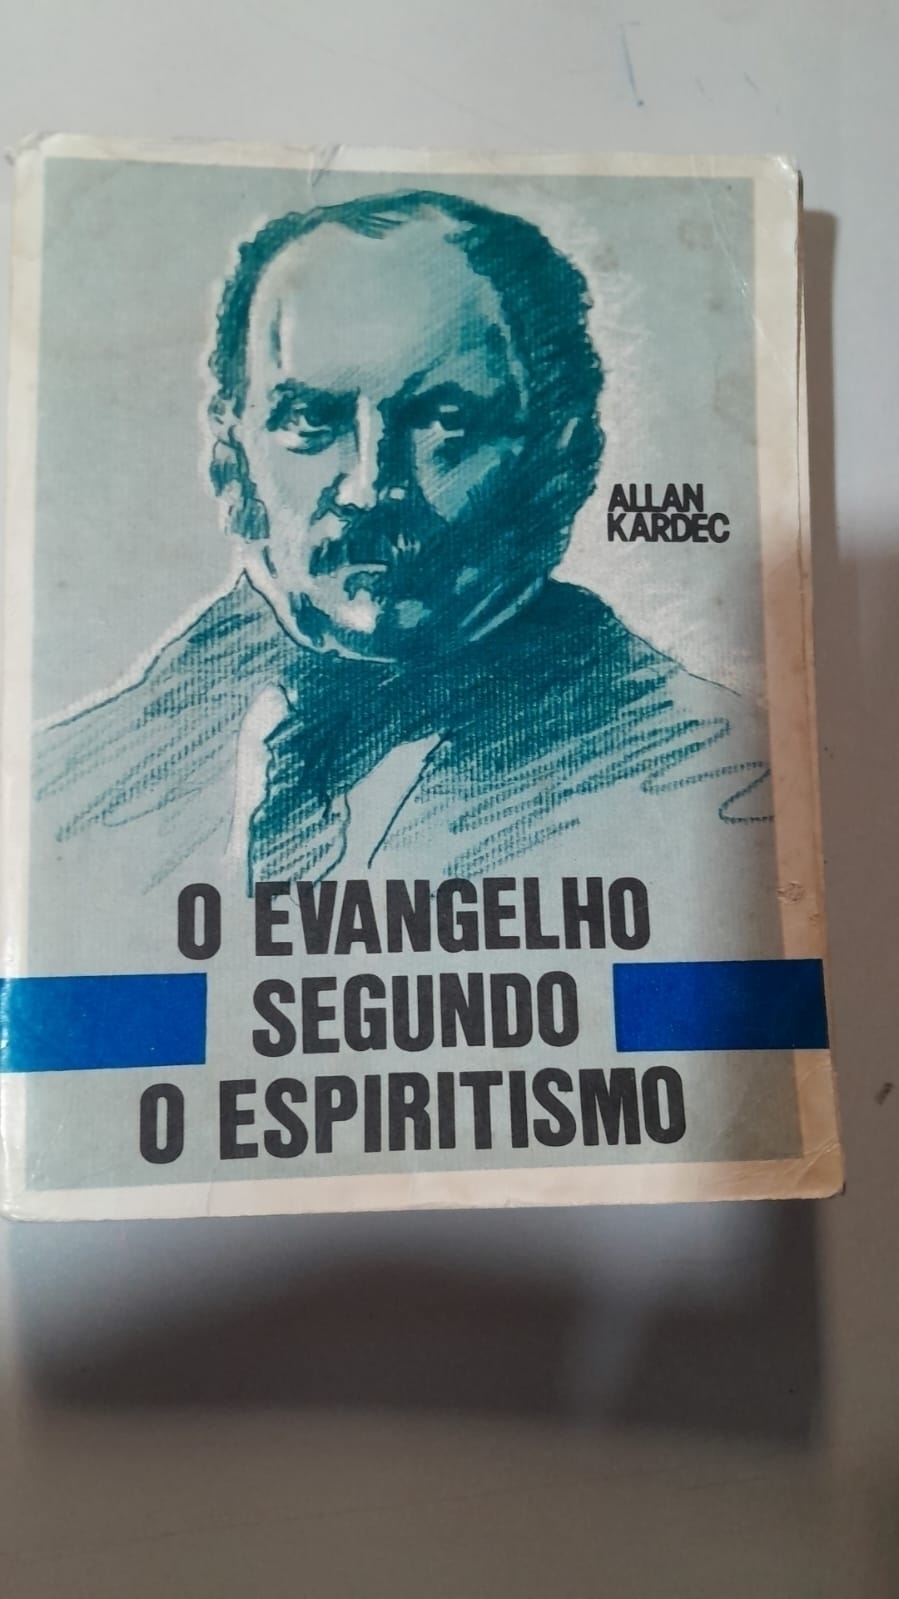 ALLAN
KARDEC
O EVANGELHO
SEGUNDO
O ESPIRITISMO